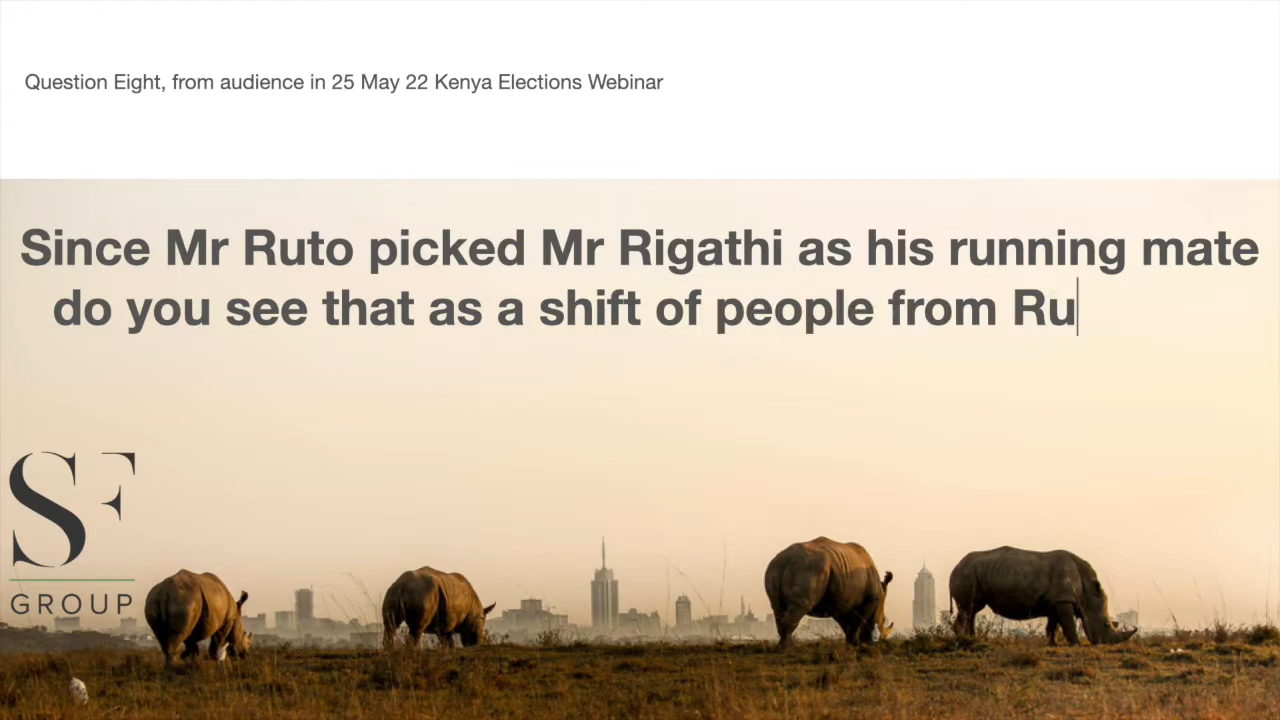 Question Eight, from audience in 25 May 22 Kenya Elections Webinar
Since Mr Ruto picked Mr Rigathi as his running mate
do you see that as a shift of people from Ru
SF
GROUP